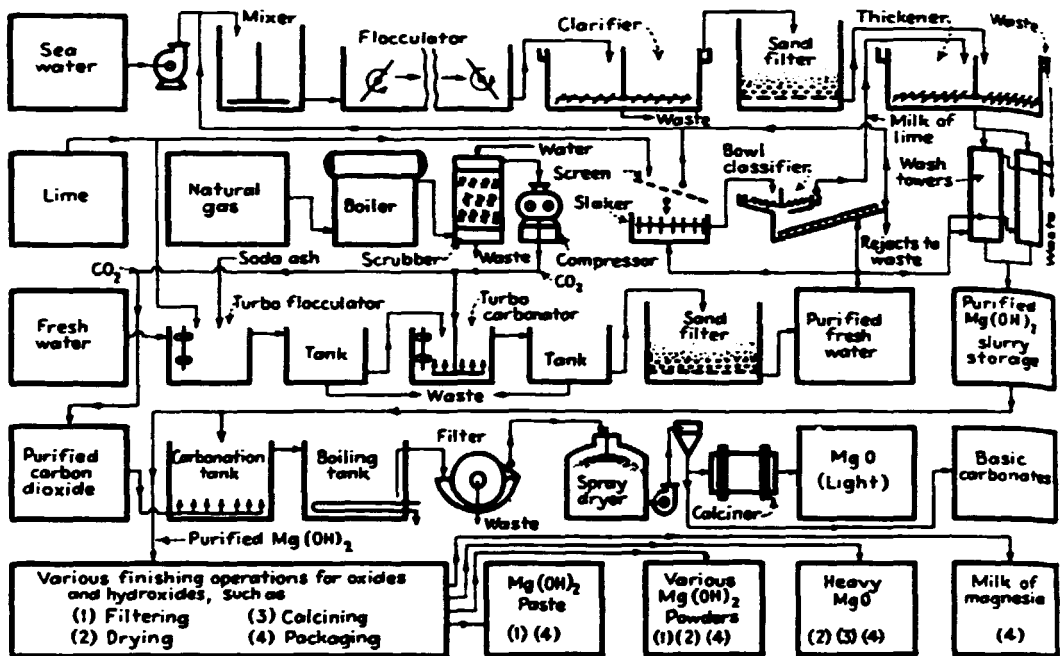 Mixer
Flocculator
Clarifier
Thickener
Waste
Sea
water
Sand
filter
Waste
Milk of
lime
Lime
Natural
gas
Boiler
Water
Screen
Slaker
Bowl
classifier
Wash
towers
Waste
Scrubber
Waste
Compressor
Rejects to
waste
CO2
Soda ash
CO2
Fresh
water
Turbo flocculator
Tank
Turbo
carbonator
Tank
Sand
filter
Purified
fresh
water
Purified
Mg(OH)2
slurry
storage
Waste
Purified
carbon
dioxide
Carbonation
tank
Boiling
tank
Filter
Waste
Spray
dryer
Calciner
MgO
(Light)
Basic
carbonates
Purified Mg(OH)2
Various finishing operations for oxides
and hydroxides, such as
(1) Filtering (3) Calcining
(2) Drying (4) Packaging
Mg(OH)2
Paste
(1) (4)
Various
Mg(OH)2
Powders
(1) (2) (4)
Heavy
MgO
(2) (3) (4)
Milk of
magnesia
(4)